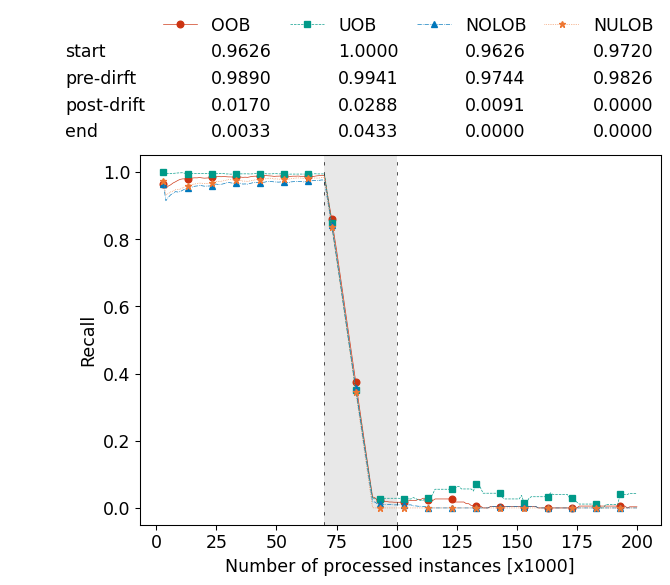 OOB UOB NOLOB NULOB
start 0.9626 1.0000 0.9626 0.9720
pre-dirft 0.9890 0.9941 0.9744 0.9826
post-drift 0.0170 0.0288 0.0091 0.0000
end 0.0033 0.0433 0.0000 0.0000
1.0
0.8
0.6
0.4
0.2
0.0
Recall
0 25 50 75 100 125 150 175 200
Number of processed instances [x1000]